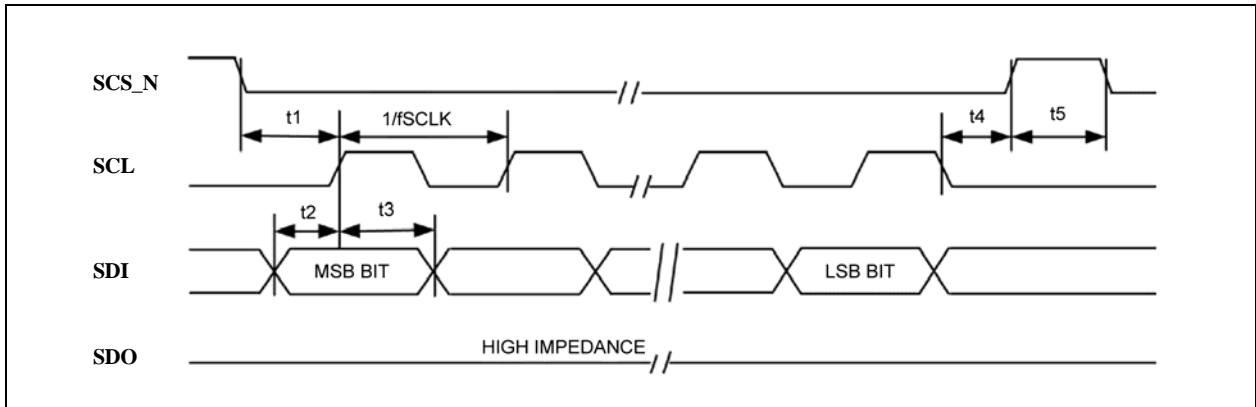 SCS_N
t1
1/fSCLK
t4
t5
SCL
t2
t3
SDI
MSB BIT
LSB BIT
SDO
HIGH IMPEDANCE